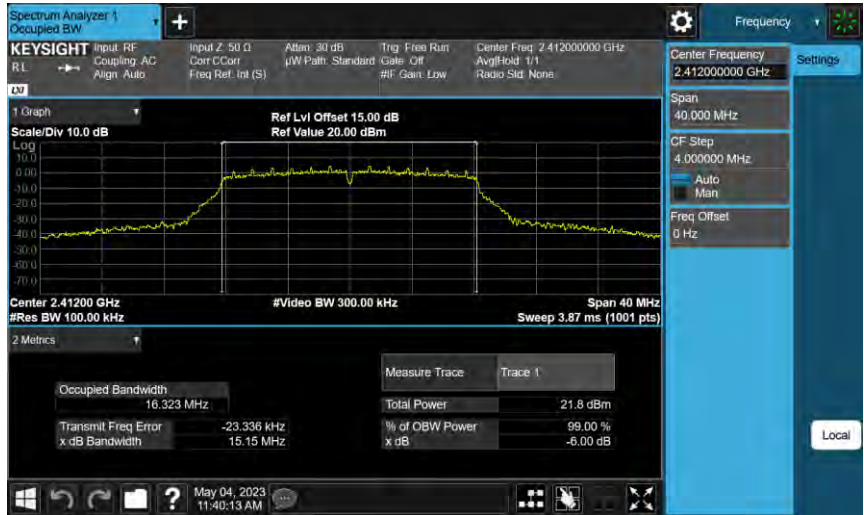 Spectrum Analyzer 1
Occupied BW
+
Frequency
KEYSIGHT
RL
LXI
Input: RF
Coupling: AC
Align: Auto
Input Z: 50 Ω
Corr CCorr
Freq Ref: Int (S)
Atten: 30 dB
µW Path: Standard
Trig: Free Run
Gate: Off
#IF Gain: Low
Center Freq: 2.412000000 GHz
Avg|Hold: 1/1
Radio Std: None
1 Graph
Scale/Div 10.0 dB
Ref Lvl Offset 15.00 dB
Ref Value 20.00 dBm
Log
10.0
0.00
-10.0
-20.0
-30.0
-40.0
-50.0
-60.0
-70.0
Center 2.41200 GHz
#Res BW 100.00 kHz
#Video BW 300.00 kHz
Span 40 MHz
Sweep 3.87 ms (1001 pts)
2 Metrics
Measure Trace
Trace 1
Occupied Bandwidth
16.323 MHz
Total Power
21.8 dBm
Transmit Freq Error
-23.336 kHz
% of OBW Power
99.00 %
x dB Bandwidth
15.15 MHz
x dB
-6.00 dB
Center Frequency
2.412000000 GHz
Settings
Span
40.000 MHz
CF Step
4.000000 MHz
Auto
Man
Freq Offset
0 Hz
Local
?
May 04, 2023
11:40:13 AM